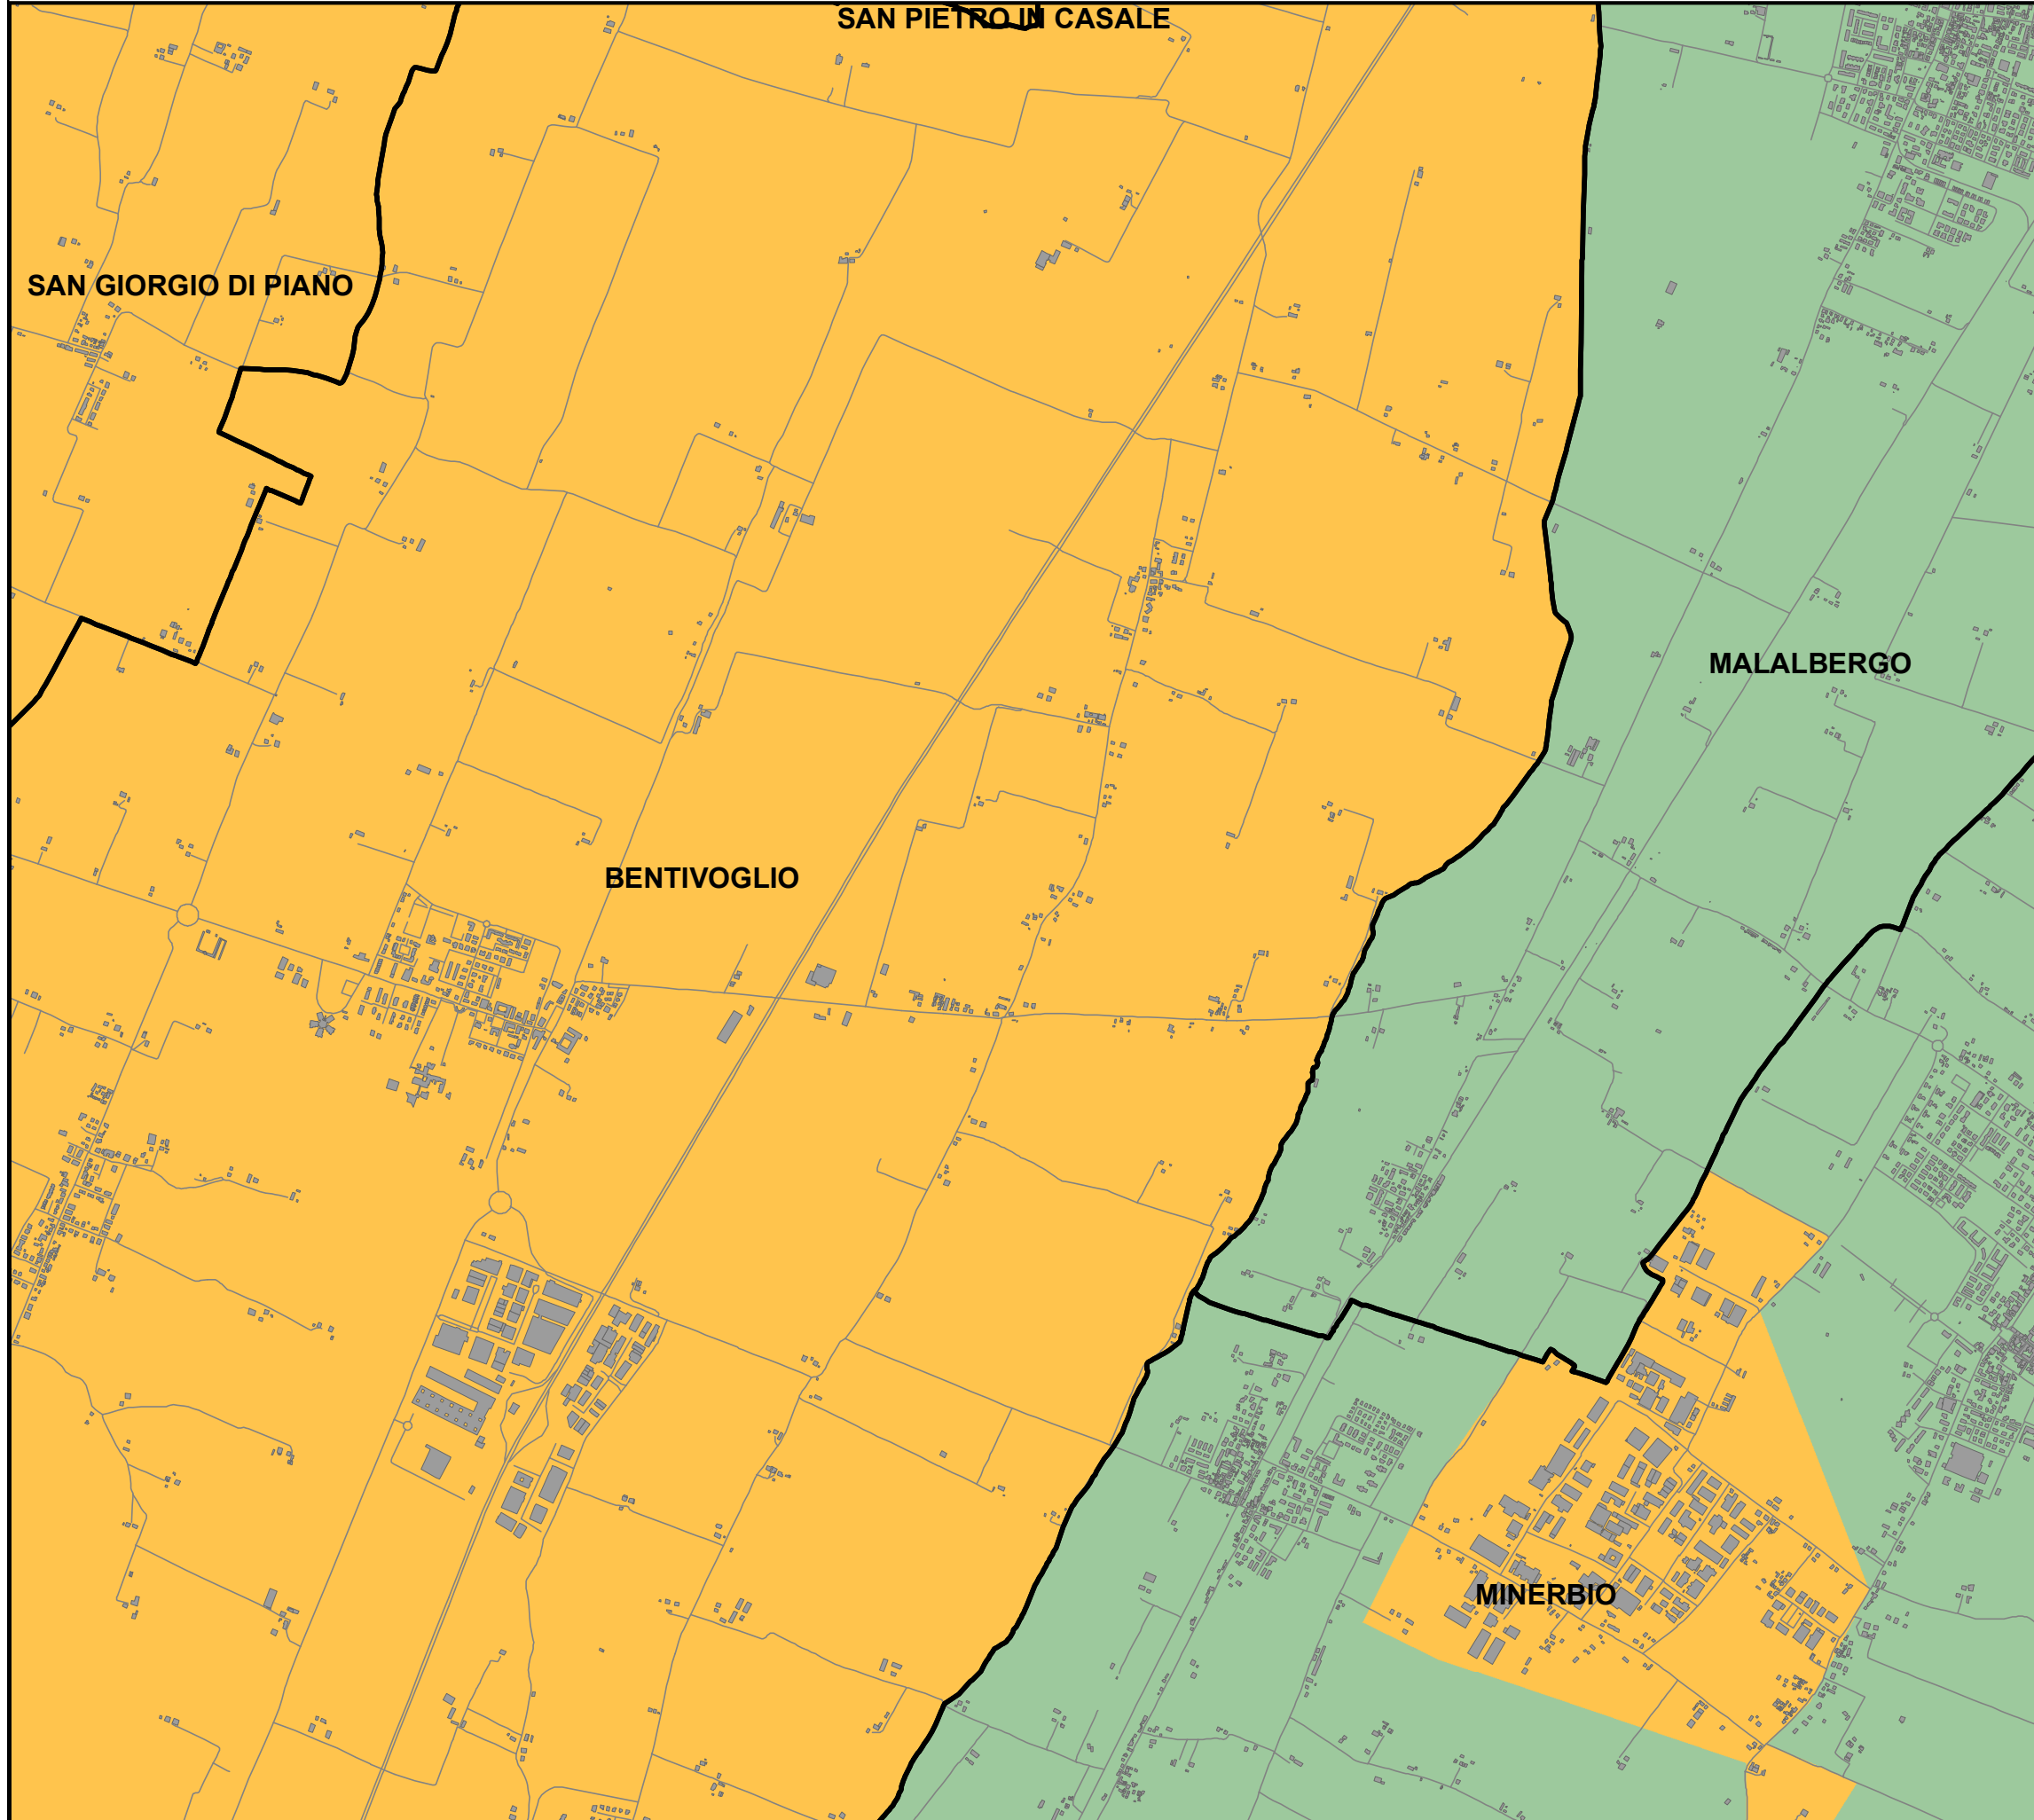 SAN PIETRO IN CASALE
SAN GIORGIO DI PIANO
MALALBERGO
BENTIVOGLIO
MINERBIO